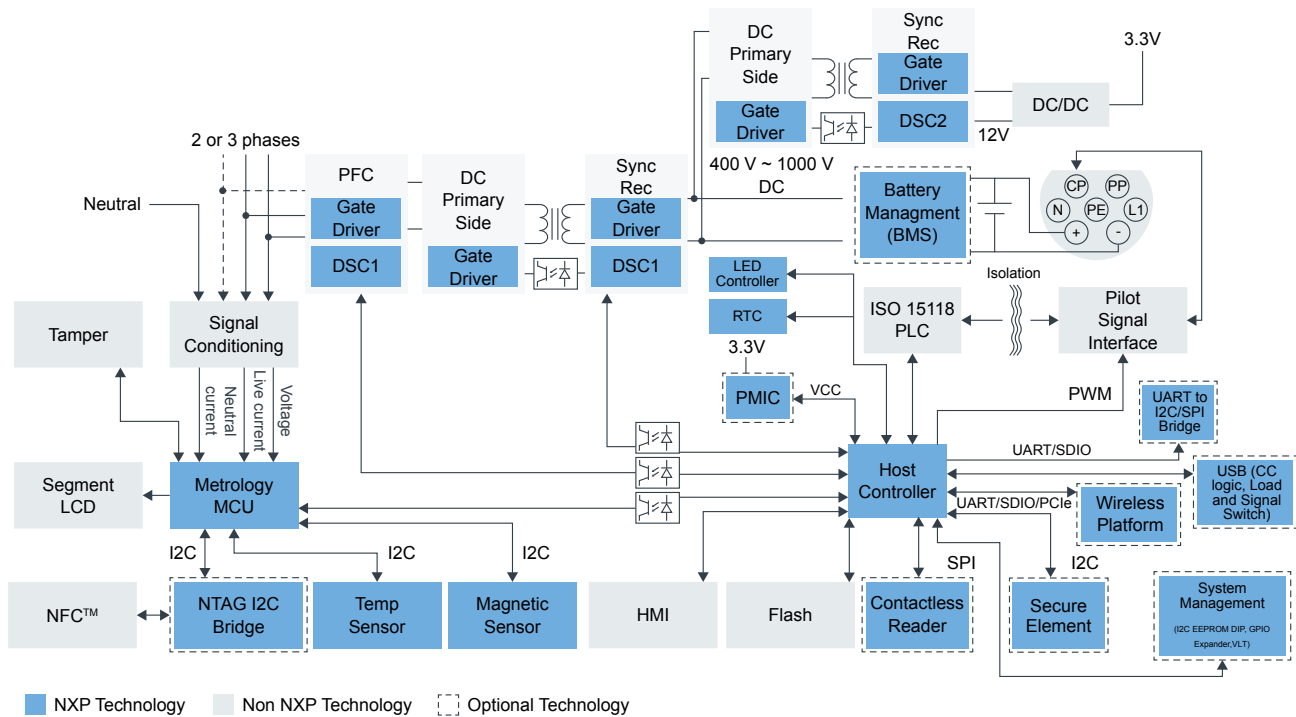 DC
Primary
Side
Gate
Driver
Sync
Rec
Gate
Driver
DSC2
12V
DC/DC
3.3V
2 or 3 phases
Neutral
PFC
Gate
Driver
DSC1
DC
Primary
Side
Gate
Driver
Sync
Rec
Gate
Driver
DSC1
400 V ~ 1000 V
DC
Battery
Managment
(BMS)
CP
PP
N
PE
L1
+
-
LED
Controller
RTC
3.3V
PMIC
VCC
ISO 15118
PLC
Isolation
Pilot
Signal
Interface
PWM
Tamper
Signal
Conditioning
Neutral
current
Live current
Voltage
UART to
I2C/SPI
Bridge
UART/SDIO
Segment
LCD
Metrology
MCU
Host
Controller
UART/SDIO/PCIe
Wireless
Platform
USB (CC
logic, Load
and Signal
Switch)
I2C
I2C
I2C
SPI
I2C
NFC™
NTAG I2C
Bridge
Temp
Sensor
Magnetic
Sensor
HMI
Flash
Contactless
Reader
Secure
Element
System
Management
(I2C EEPROM DIP, GPIO
Expander,VLT)
NXP Technology
Non NXP Technology
Optional Technology